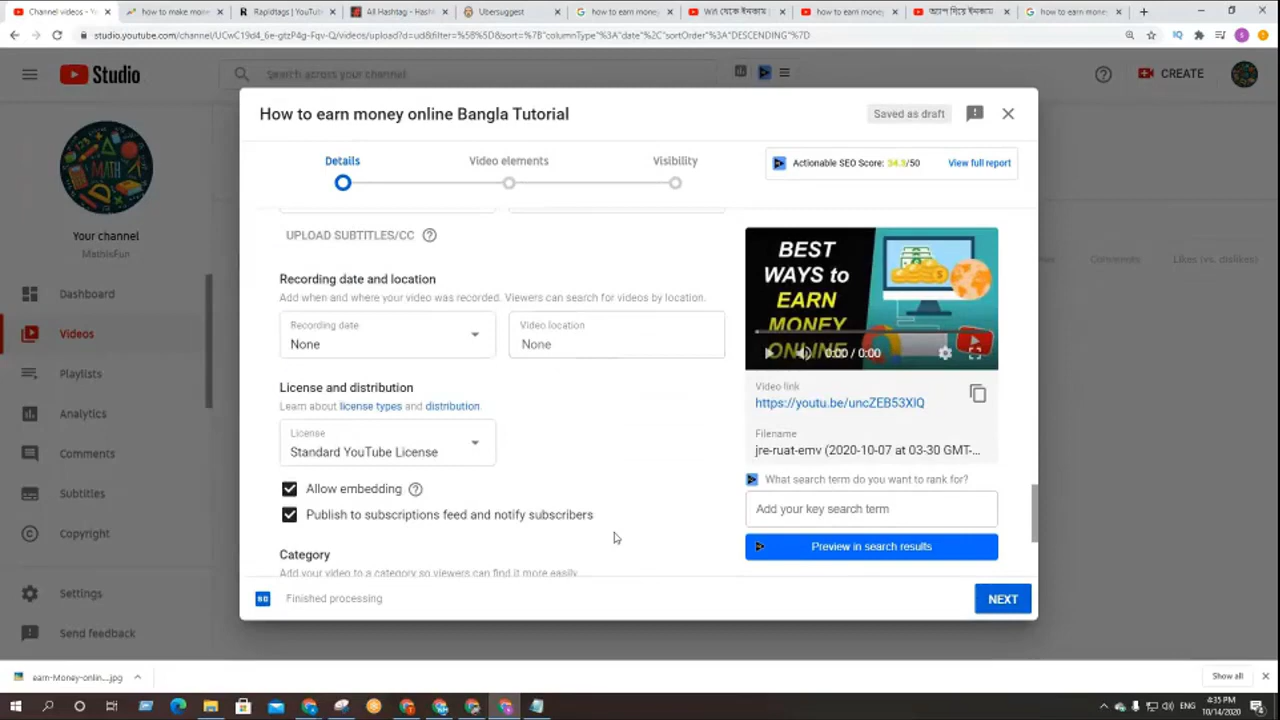 Channel videos - Y
how to make mone
Rapidtags | YouTub
All Hashtag - Hasht
Ubersuggest
how to earn money
Wifi থেকে ইনকাম
how to earn money
অ্যাপ দিয়ে ইনকাম
how to earn mone
studio.youtube.com/channel/UCwC19d4_6e-gtzP4g-Fqv-Q/videos/upload?d=ud&filter=%5B%5D&sort=%7B"columnType"%3A"date"%2C"sortOrder"%3A"DESCENDING"%7D
Studio
Search across your channel
CREATE
How to earn money online Bangla Tutorial
Saved as draft
Details
Video elements
Visibility
Actionable SEO Score: 34.3/50
View full report
MATH
Your channel
MathIsFun
Dashboard
Videos
Playlists
Analytics
Comments
Subtitles
Copyright
Settings
Send feedback
UPLOAD SUBTITLES/CC
Recording date and location
Add when and where your video was recorded. Viewers can search for videos by location.
Recording date
None
Video location
None
License and distribution
Learn about license types and distribution.
License
Standard YouTube License
Allow embedding
Publish to subscriptions feed and notify subscribers
Category
Add your video to a category so viewers can find it more easily
BEST
WAYS to
EARN
MONEY
ONLINE
0:00 / 0:00
Video link
https://youtu.be/uncZEB53XIQ
Filename
jre-ruat-emv (2020-10-07 at 03-30 GMT-...
What search term do you want to rank for?
Add your key search term
Preview in search results
Comments
Likes (vs. dislikes)
SD
Finished processing
NEXT
earn-Money-onlin....jpg
Show all
ENG
4:35 PM
10/14/2020